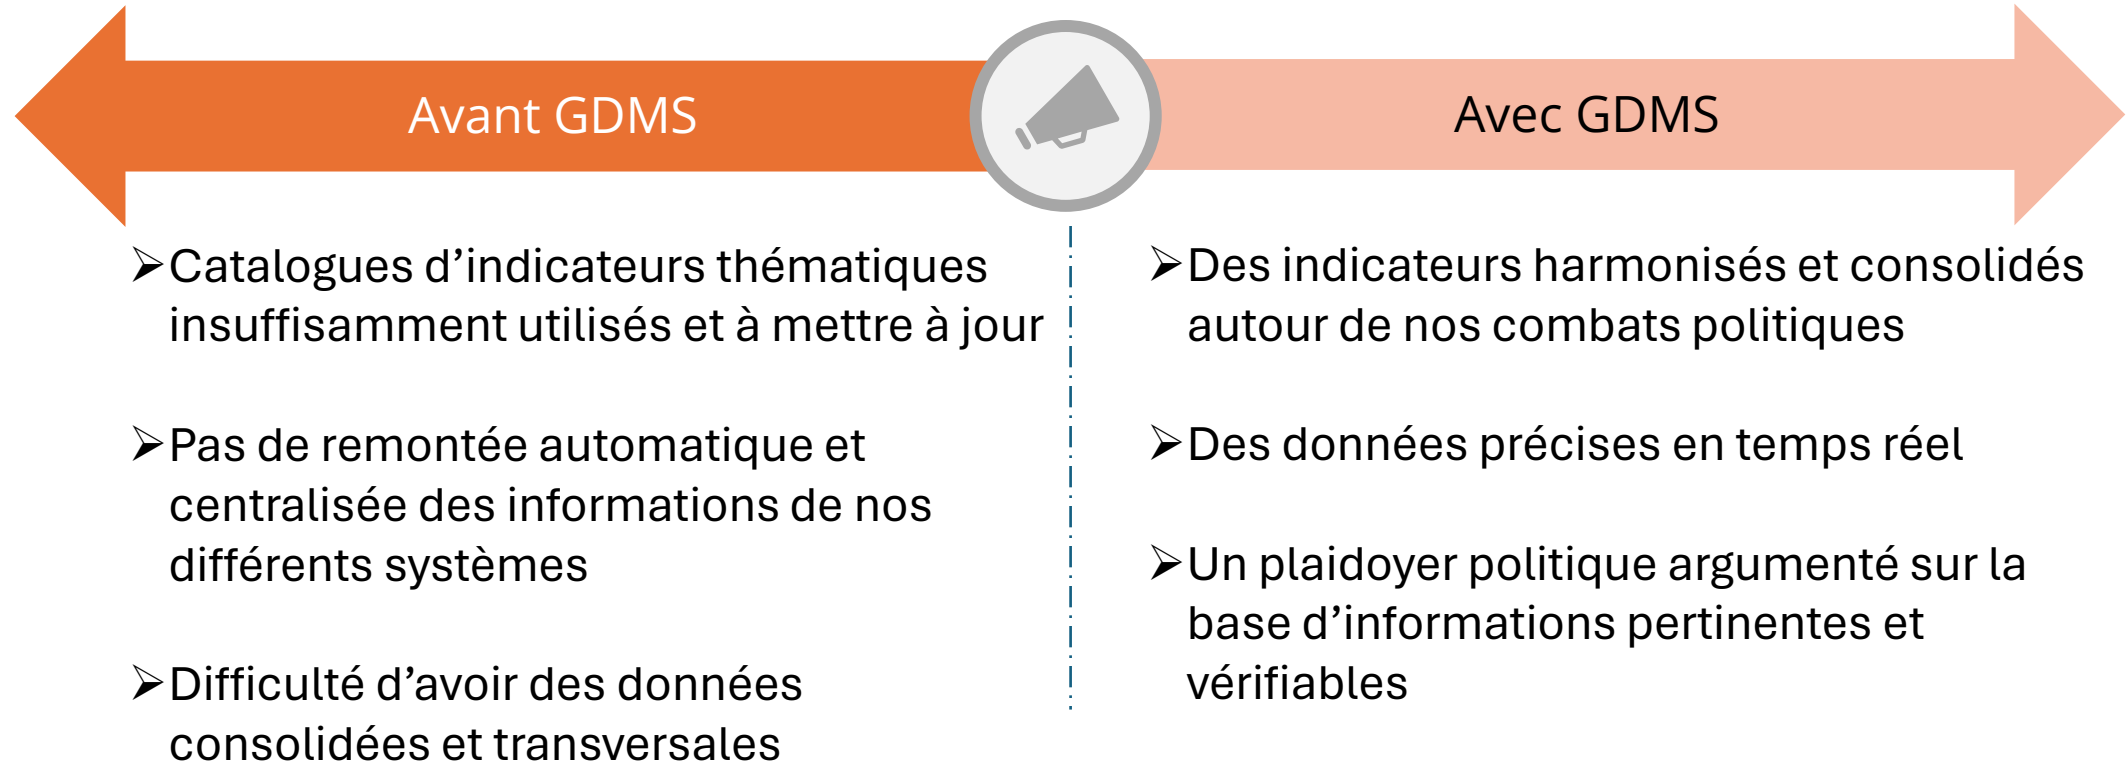 Avant GDMS
Avec GDMS
➢Catalogues d’indicateurs thématiques
insuffisamment utilisés et à mettre à jour
➢Pas de remontée automatique et
centralisée des informations de nos
différents systèmes
➢Difficulté d’avoir des données
consolidées et transversales
➢Des indicateurs harmonisés et consolidés
autour de nos combats politiques
➢Des données précises en temps réel
➢Un plaidoyer politique argumenté sur la
base d’informations pertinentes et
vérifiables